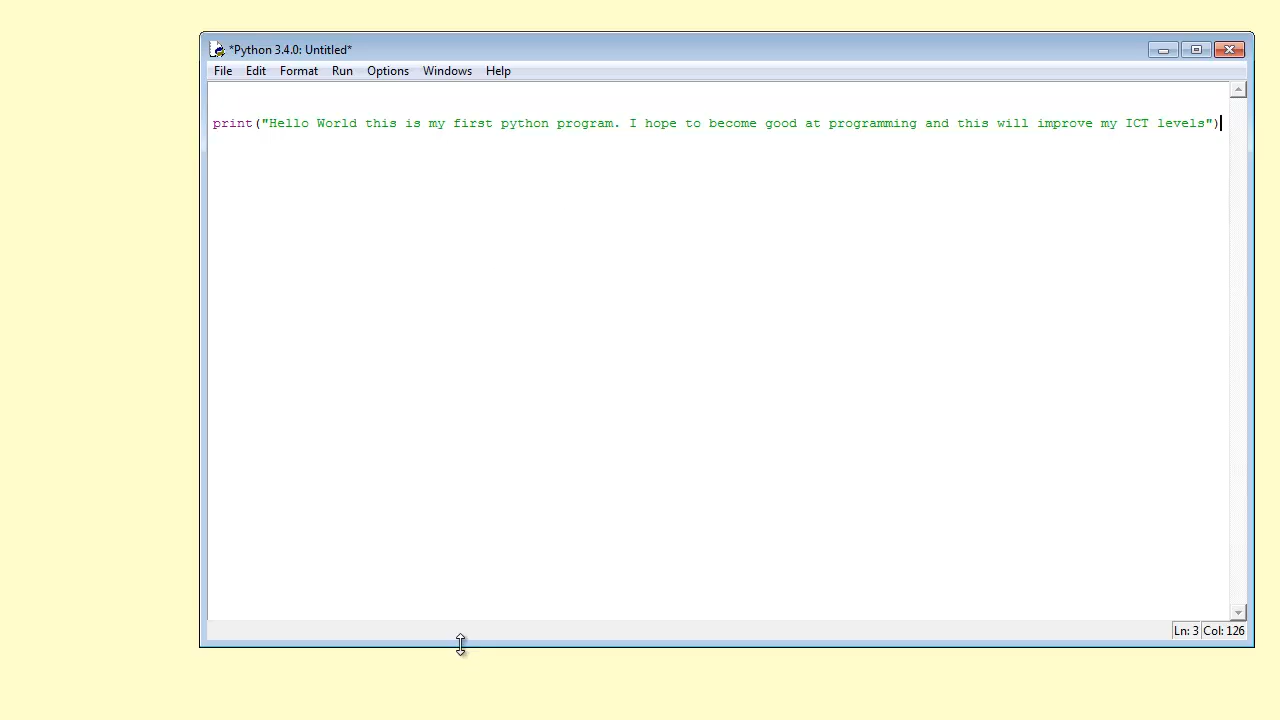 *Python 3.4.0: Untitled*
File Edit Format Run Options Windows Help
print("Hello World this is my first python program. I hope to become good at programming and this will improve my ICT levels")
Ln: 3 Col: 126